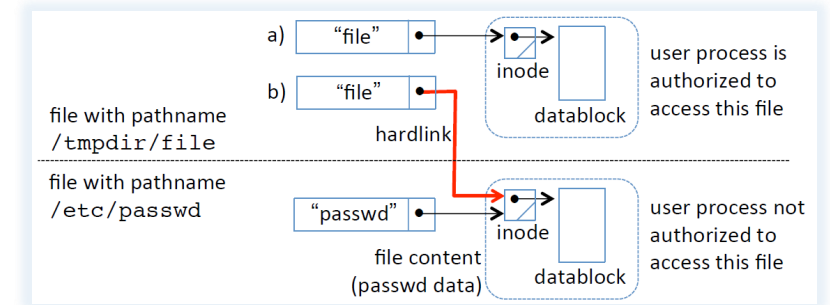 a) “file”
inode
datablock
user process is
authorized to
access this file
b) “file”
hardlink
file with pathname
/tmpdir/file
file with pathname
/etc/passwd
“passwd”
inode
datablock
file content
(passwd data)
user process not
authorized to
access this file